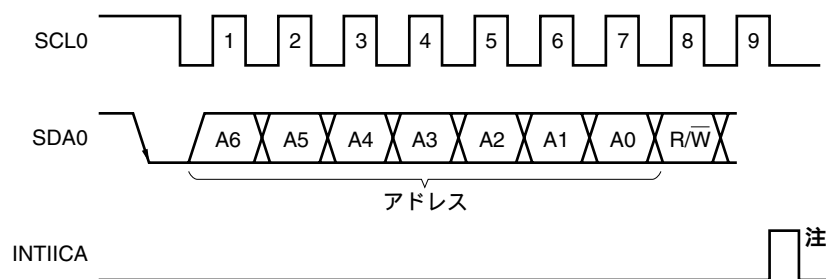 SCL0 1 2 3 4 5 6 7 8 9
SDA0 A6 A5 A4 A3 A2 A1 A0 R/W̅
アドレス
注
INTIICA